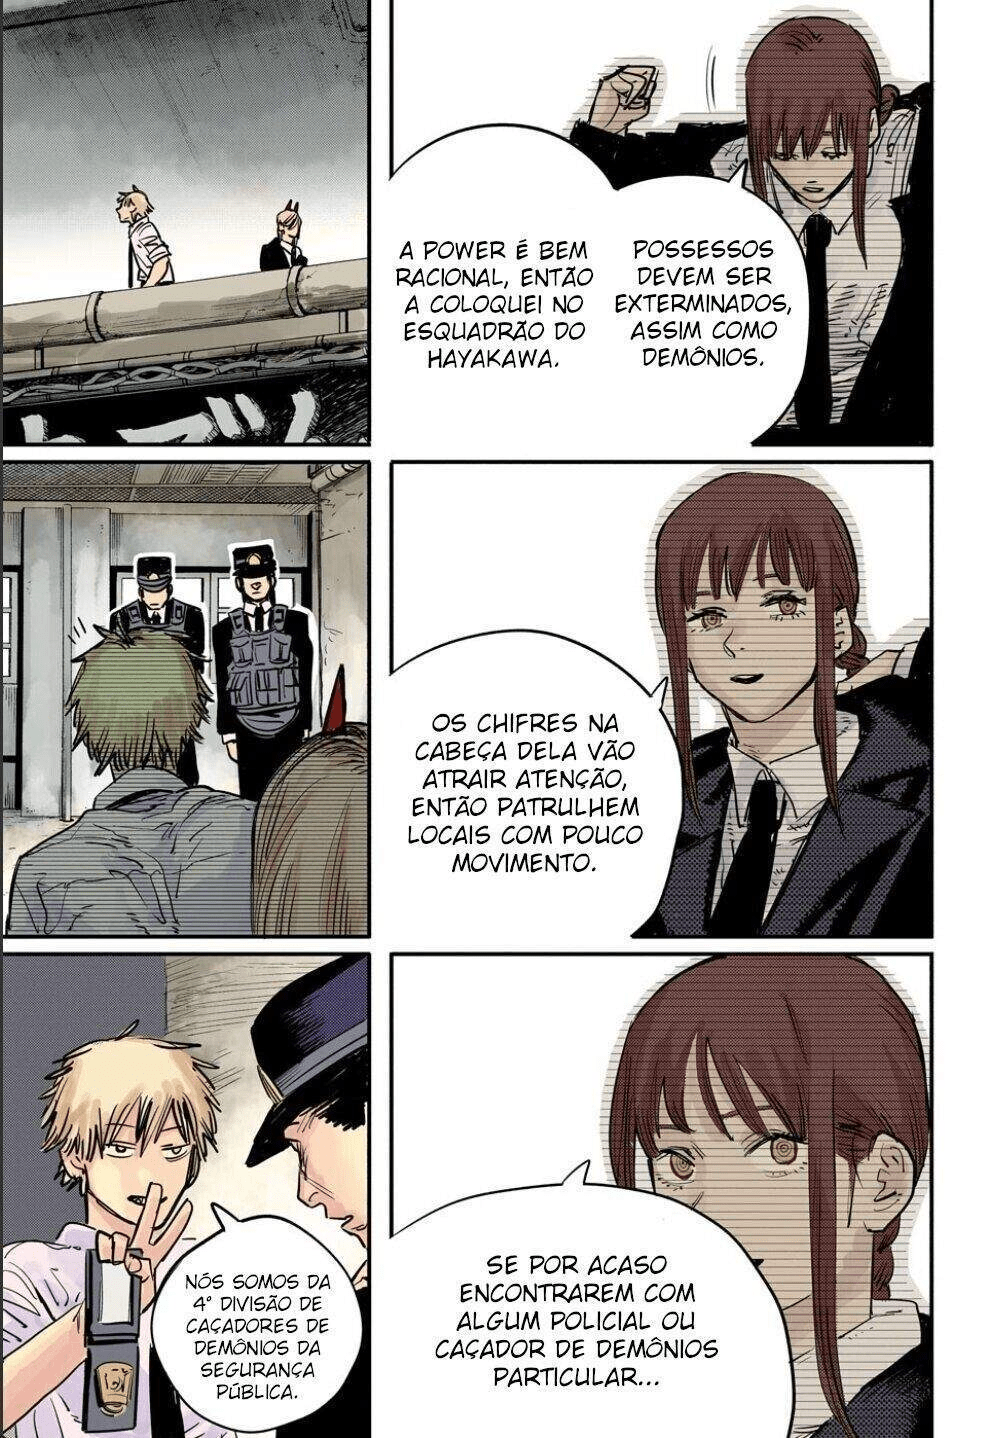 POSSESSOS
DEVEM SER
EXTERMINADOS,
ASSIM COMO
DEMÔNIOS.
A POWER É BEM
RACIONAL, ENTÃO
A COLOQUEI NO
ESQUADRÃO DO
HAYAKAWA.
OS CHIFRES NA
CABEÇA DELA VÃO
ATRAIR ATENÇÃO,
ENTÃO PATRULHEM
LOCAIS COM POUCO
MOVIMENTO.
SE POR ACASO
ENCONTRAREM COM
ALGUM POLICIAL OU
CAÇADOR DE DEMÔNIOS
PARTICULAR...
NÓS SOMOS DA
4° DIVISÃO DE
CAÇADORES DE
DEMÔNIOS DA
SEGURANÇA
PÚBLICA.